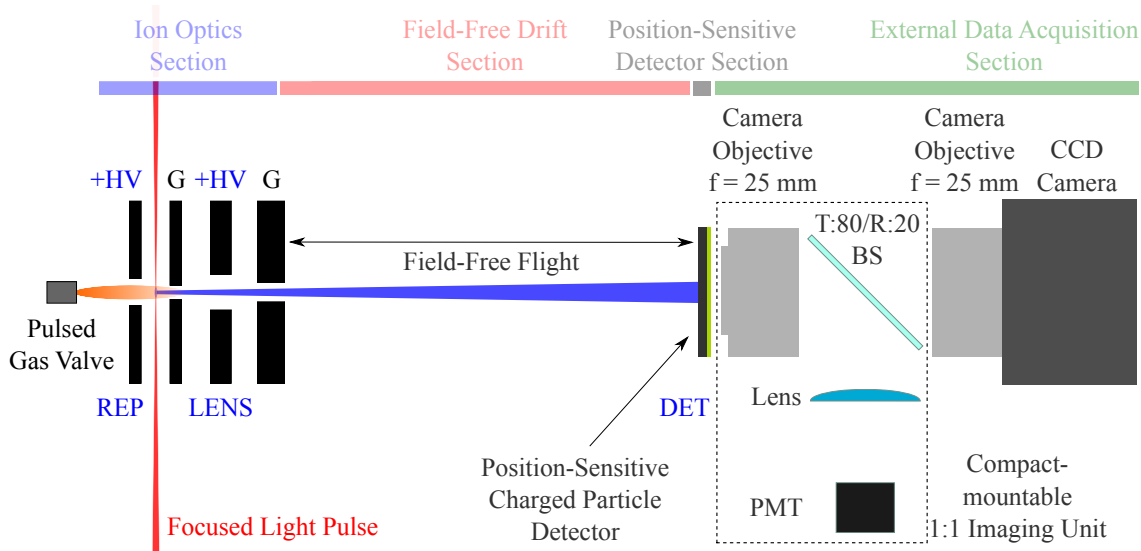 Ion Optics
Section
Field-Free Drift
Section
Position-Sensitive
Detector Section
External Data Acquisition
Section
Camera
Objective
f = 25 mm
Camera
Objective
f = 25 mm
CCD
Camera
+HV
G
+HV
G
T:80/R:20
BS
Field-Free Flight
Pulsed
Gas Valve
REP
LENS
DET
Lens
Position-Sensitive
Charged Particle
Detector
PMT
Compact-
mountable
1:1 Imaging Unit
Focused Light Pulse